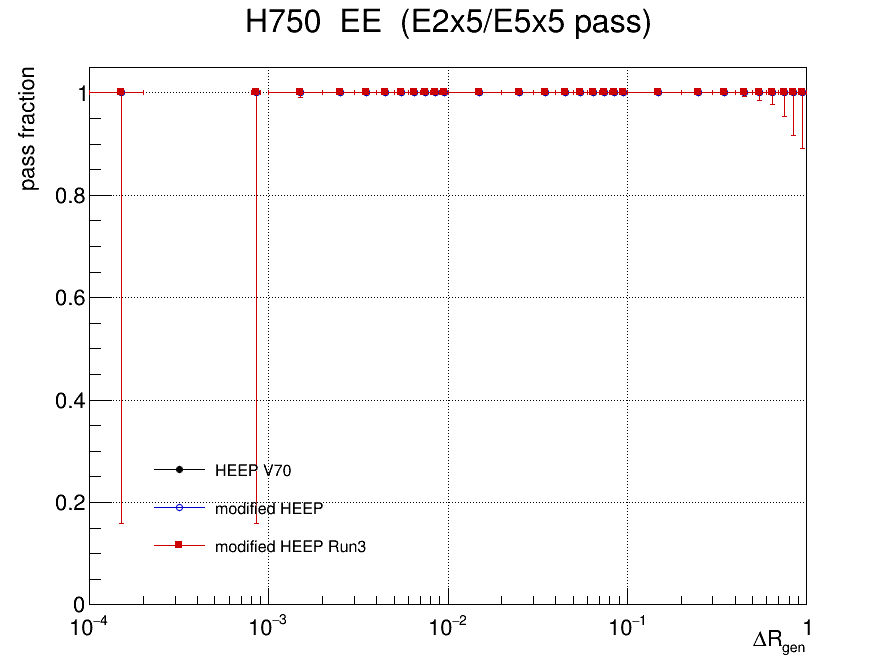 H750 EE (E2x5/E5x5 pass)
pass fraction
1
0.8
0.6
0.4
0.2
0
HEEP V70
modified HEEP
modified HEEP Run3
10⁻⁴ 10⁻³ 10⁻² 10⁻¹ 1
ΔR_gen